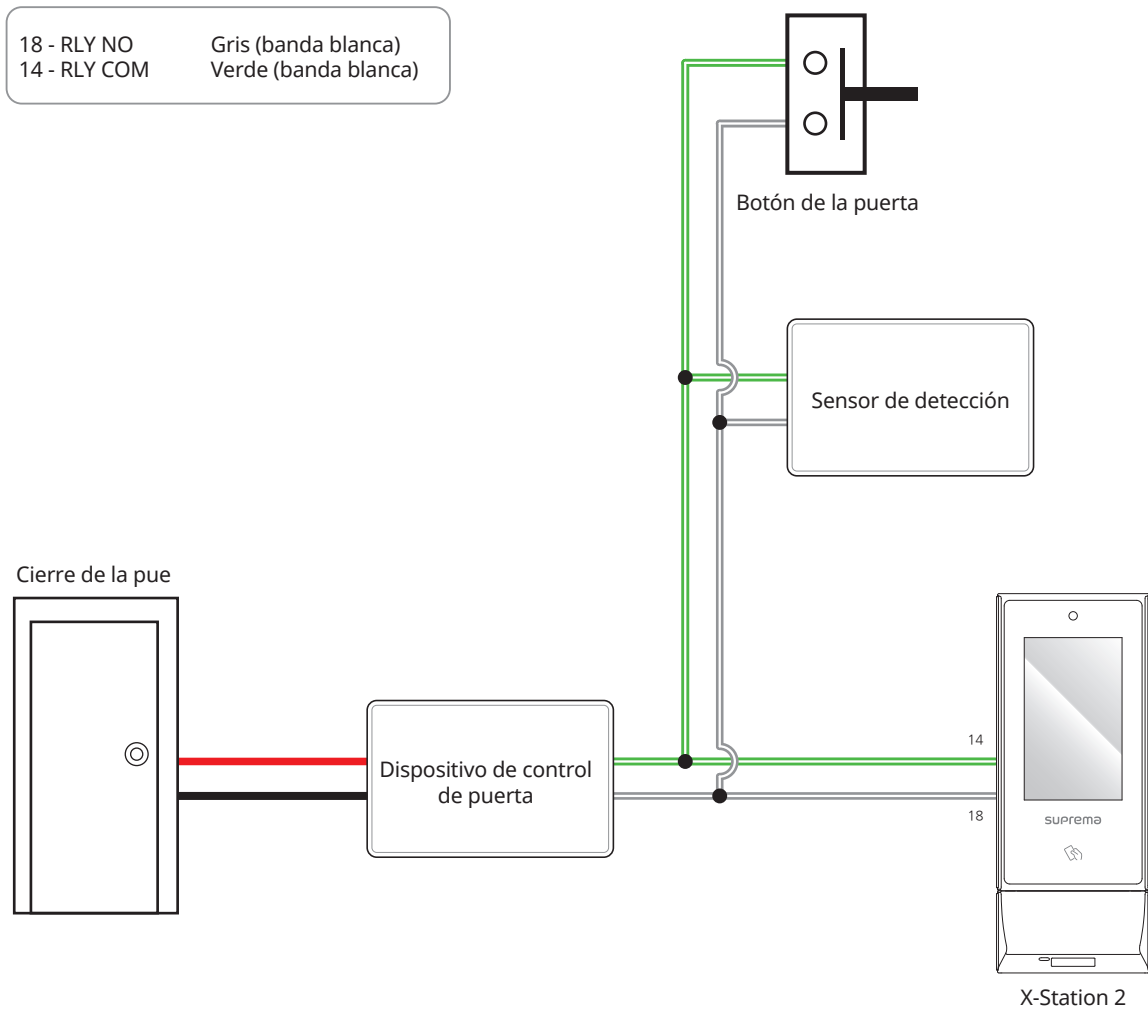 18 - RLY NO Gris (banda blanca)
14 - RLY COM Verde (banda blanca)
Botón de la puerta
Sensor de detección
Cierre de la pue
Dispositivo de control
de puerta
14
18
suprema
X-Station 2